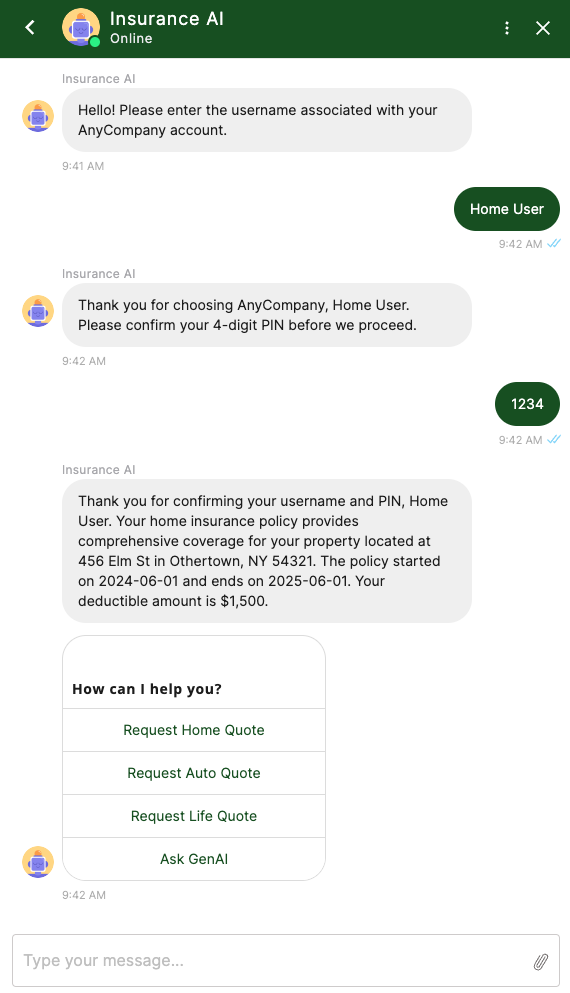 Insurance AI
Online
Insurance AI
Hello! Please enter the username associated with your
AnyCompany account.
9:41 AM
Home User
9:42 AM
Insurance AI
Thank you for choosing AnyCompany, Home User.
Please confirm your 4-digit PIN before we proceed.
9:42 AM
1234
9:42 AM
Insurance AI
Thank you for confirming your username and PIN, Home
User. Your home insurance policy provides
comprehensive coverage for your property located at
456 Elm St in Othertown, NY 54321. The policy started
on 2024-06-01 and ends on 2025-06-01. Your
deductible amount is $1,500.
How can I help you?
Request Home Quote
Request Auto Quote
Request Life Quote
Ask GenAI
9:42 AM
Type your message...